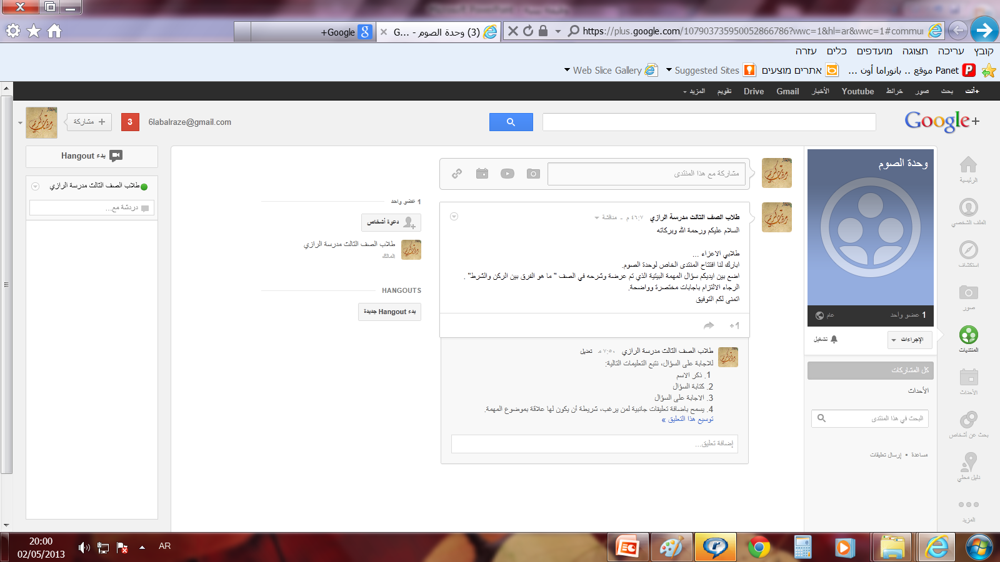 (3) وحدة الصوم - G...
Google+
https://plus.google.com/107903735950052866786?wwc=1&hl=ar&wwc=1#commun
קובץ עריכה תצוגה מועדפים כלים עזרה
Panet موقع .. بانوراما أون ...
אתרים מוצעים
Suggested Sites
Web Slice Gallery
+أنت بحث صور خرائط Youtube الأخبار Gmail Drive تقويم المزيد
Google+
6labalraze@gmail.com
3
مشاركة +
بدء Hangout
طلاب الصف الثالث مدرسة الرازي
دردشة مع...
الرئيسية
الملف الشخصي
استكشاف
صور
المنتديات
الأحداث
بحث عن أشخاص
دليل محلي
المزيد
وحدة الصوم
1 عضو واحد
عام
الإجراءات
تشغيل
كل المشاركات
الأحداث
البحث في هذا المنتدى
مساعدة • إرسال تعليقات
مشاركة مع هذا المنتدى
طلاب الصف الثالث مدرسة الرازي ٧:٤٦ م - مناقشة
السلام عليكم ورحمة الله وبركاته
طلابي الاعزاء ...
ابارك لنا افتتاح المنتدى الخاص لوحدة الصوم.
اضع بين ايديكم سؤال المهمة البيتية الذي تم عرضة وشرحه في الصف " ما هو الفرق بين الركن والشرط" .
الرجاء الالتزام باجابات مختصرة وواضحة.
اتمنى لكم التوفيق
+1
طلاب الصف الثالث مدرسة الرازي ٧:٥٠ م تعديل
للاجابة على السؤال، نتبع التعليمات التالية:
1. ذكر الاسم
2. كتابة السؤال
3. الاجابة على السؤال
4. يسمح باضافة تعليقات جانبية لمن يرغب، شريطة أن يكون لها علاقة بموضوع المهمة.
توسيع هذا التعليق »
إضافة تعليق...
1 عضو واحد
دعوة أشخاص
طلاب الصف الثالث مدرسة الرازي
المالك
HANGOUTS
بدء Hangout جديدة
AR
20:00
02/05/2013